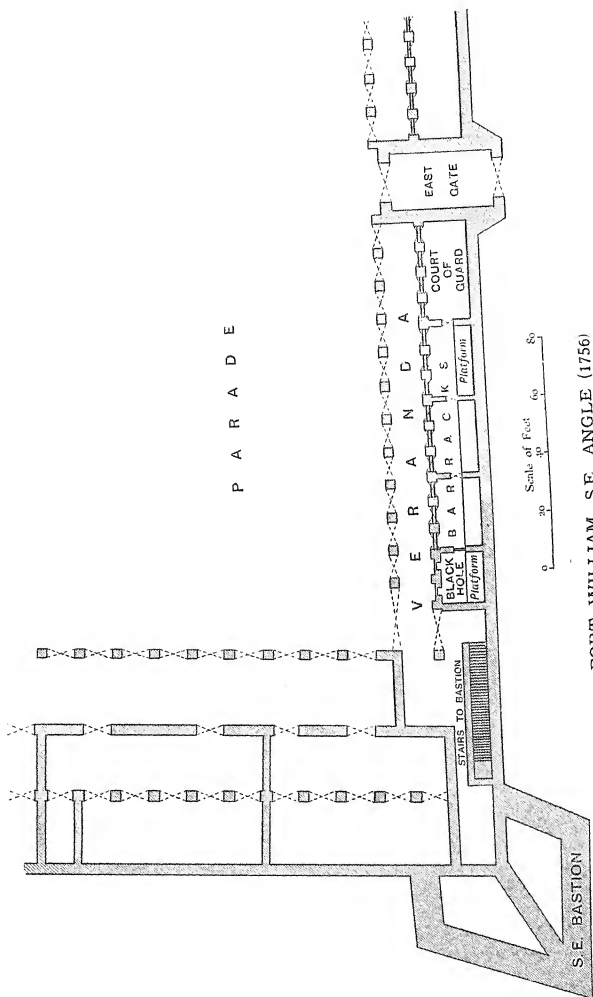 PARADE
VERANDA
EAST
GATE
COURT
OF
GUARD
BARRACKS
Platform
BLACK
HOLE
Platform
STAIRS TO BASTION
S.E. BASTION
0 20 40 60 80
Scale of Feet
FORT WILLIAM, S.E. ANGLE (1756)